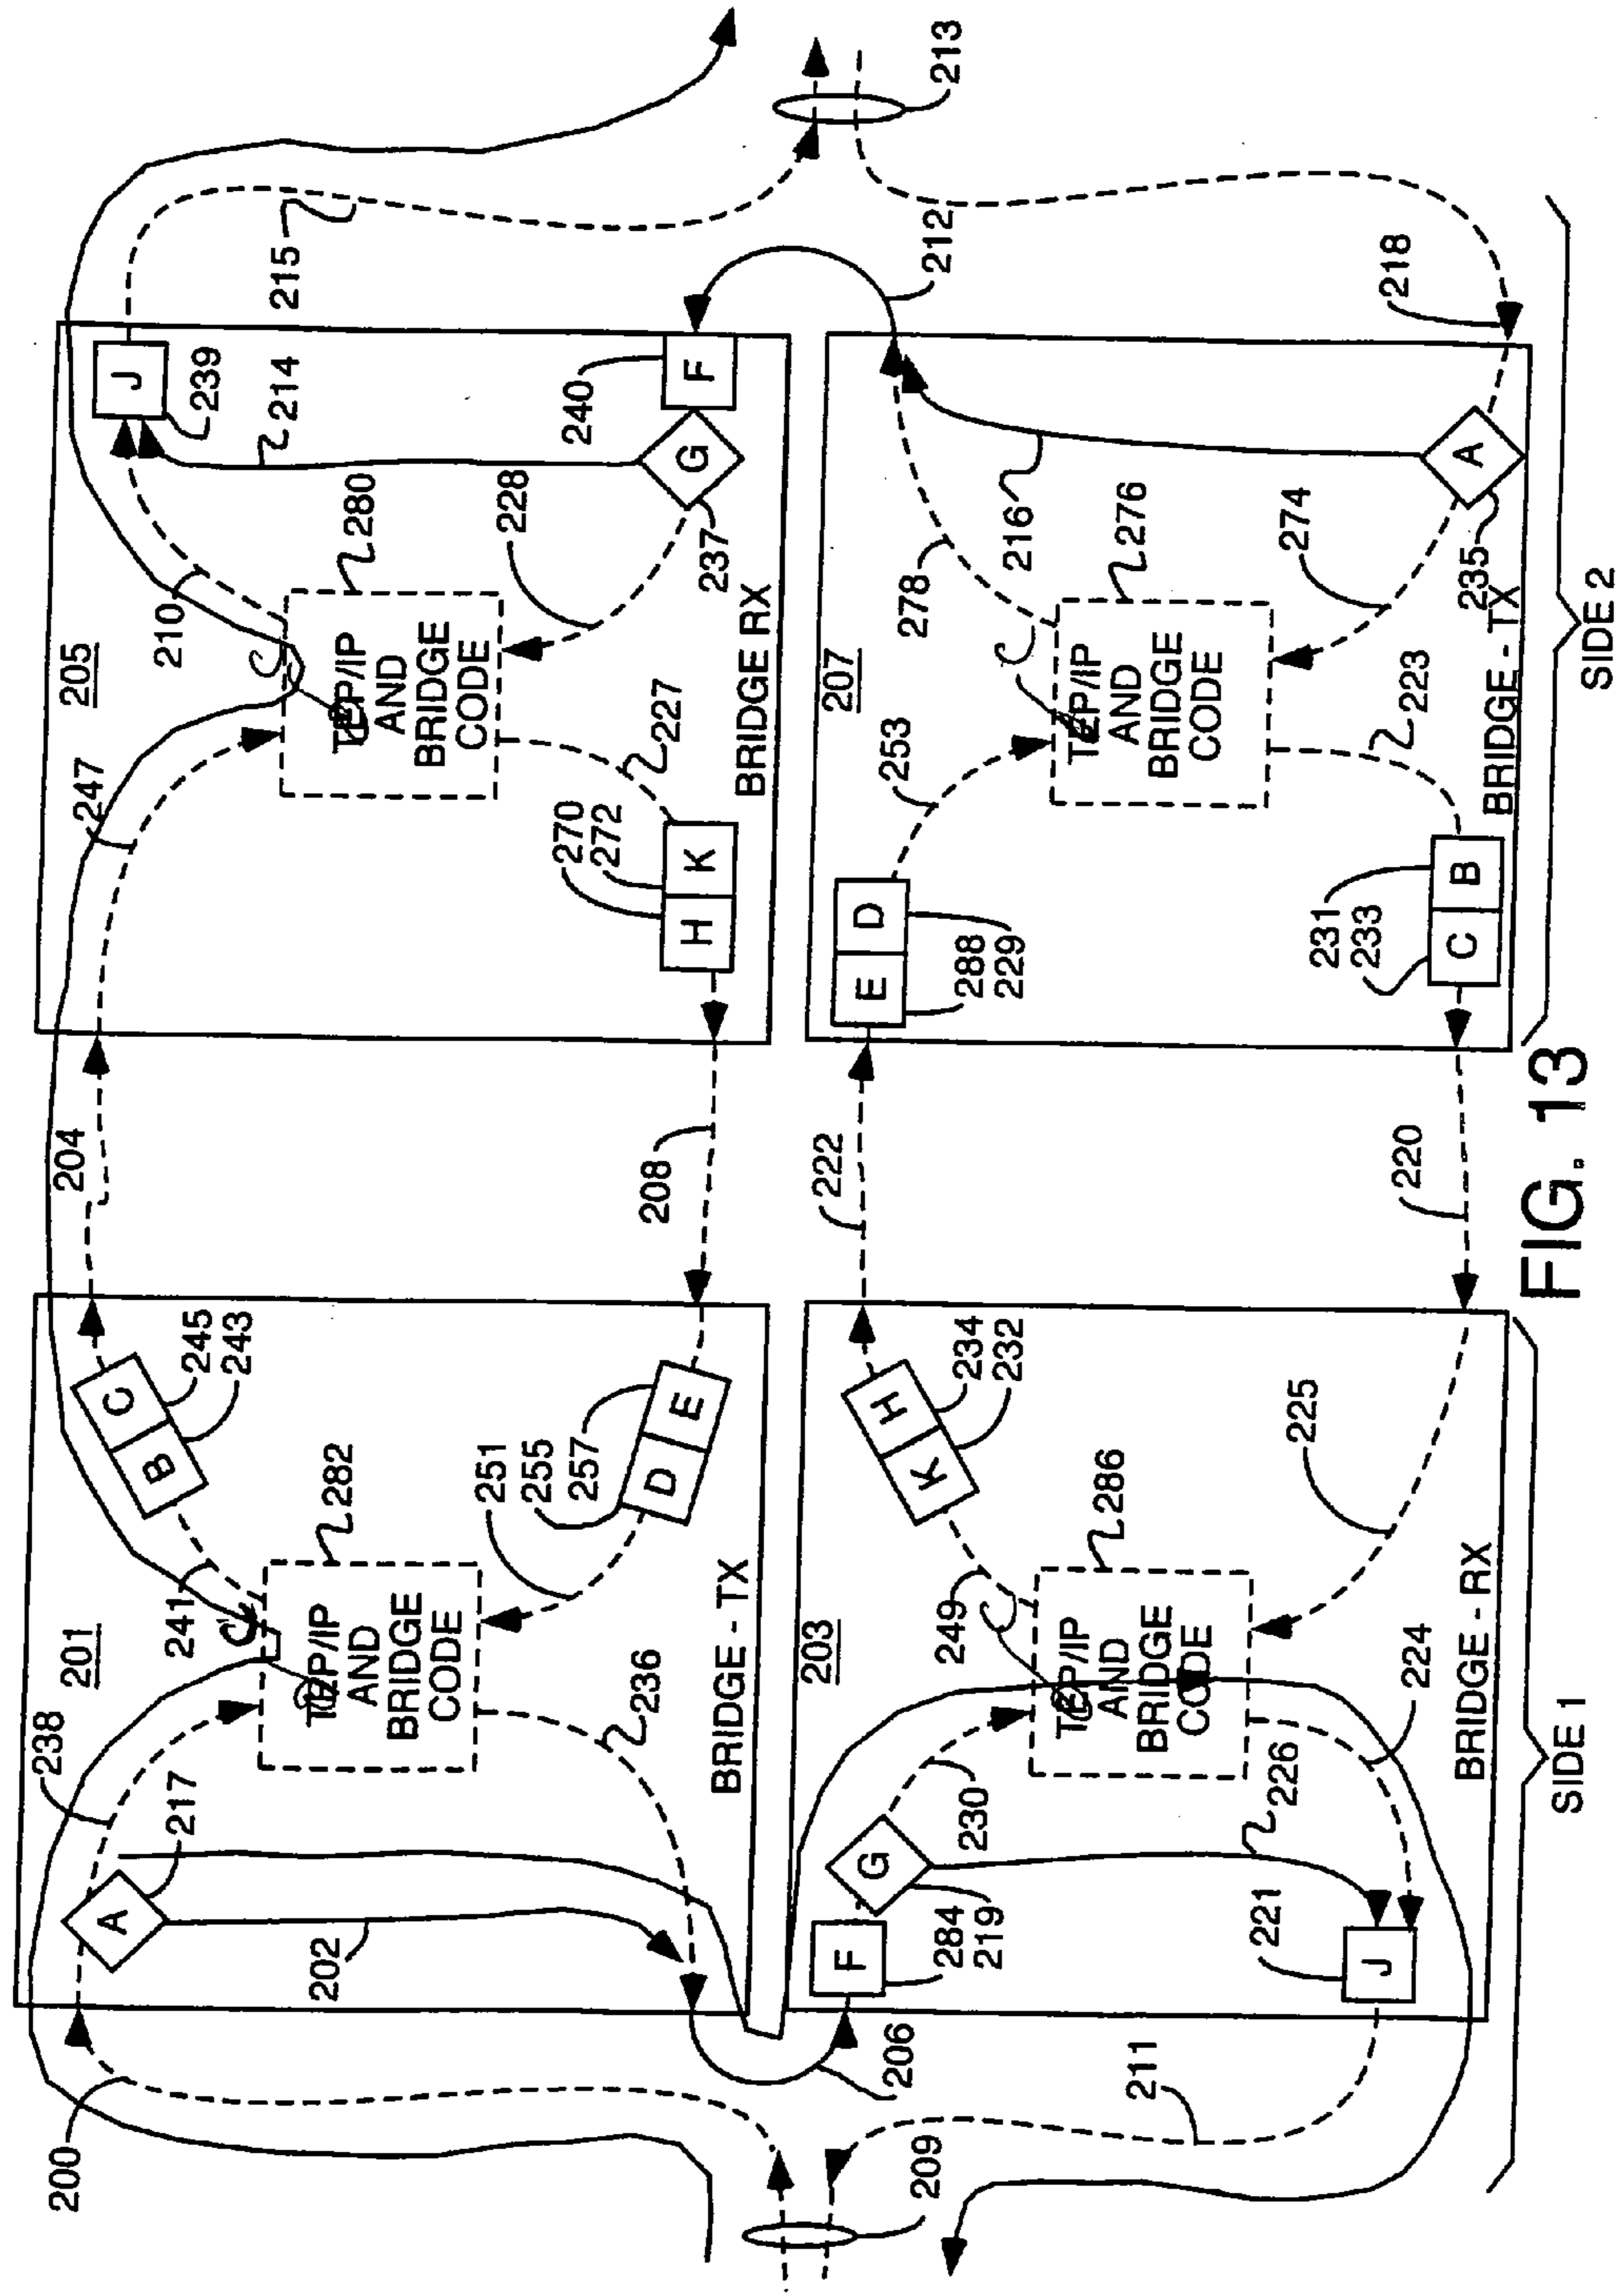 200
238
201
A
217
202
241
B
C
245
243
282
TCP/IP
AND
BRIDGE
CODE
251
255
257
D
E
236
BRIDGE - TX
204
208
247
205
210
J
239
214
215
280
TCP/IP
AND
BRIDGE
CODE
270
272
H
K
227
228
237
G
F
240
BRIDGE RX
213
212
206
209
211
203
F
G
284
219
230
249
K
H
234
232
286
TCP/IP
AND
BRIDGE
CODE
221
J
226
224
225
BRIDGE - RX
SIDE 1
222
220
207
E
D
288
229
253
278
216
276
TCP/IP
AND
BRIDGE
CODE
274
223
231
233
C
B
A
235
218
BRIDGE - TX
SIDE 2
FIG. 13